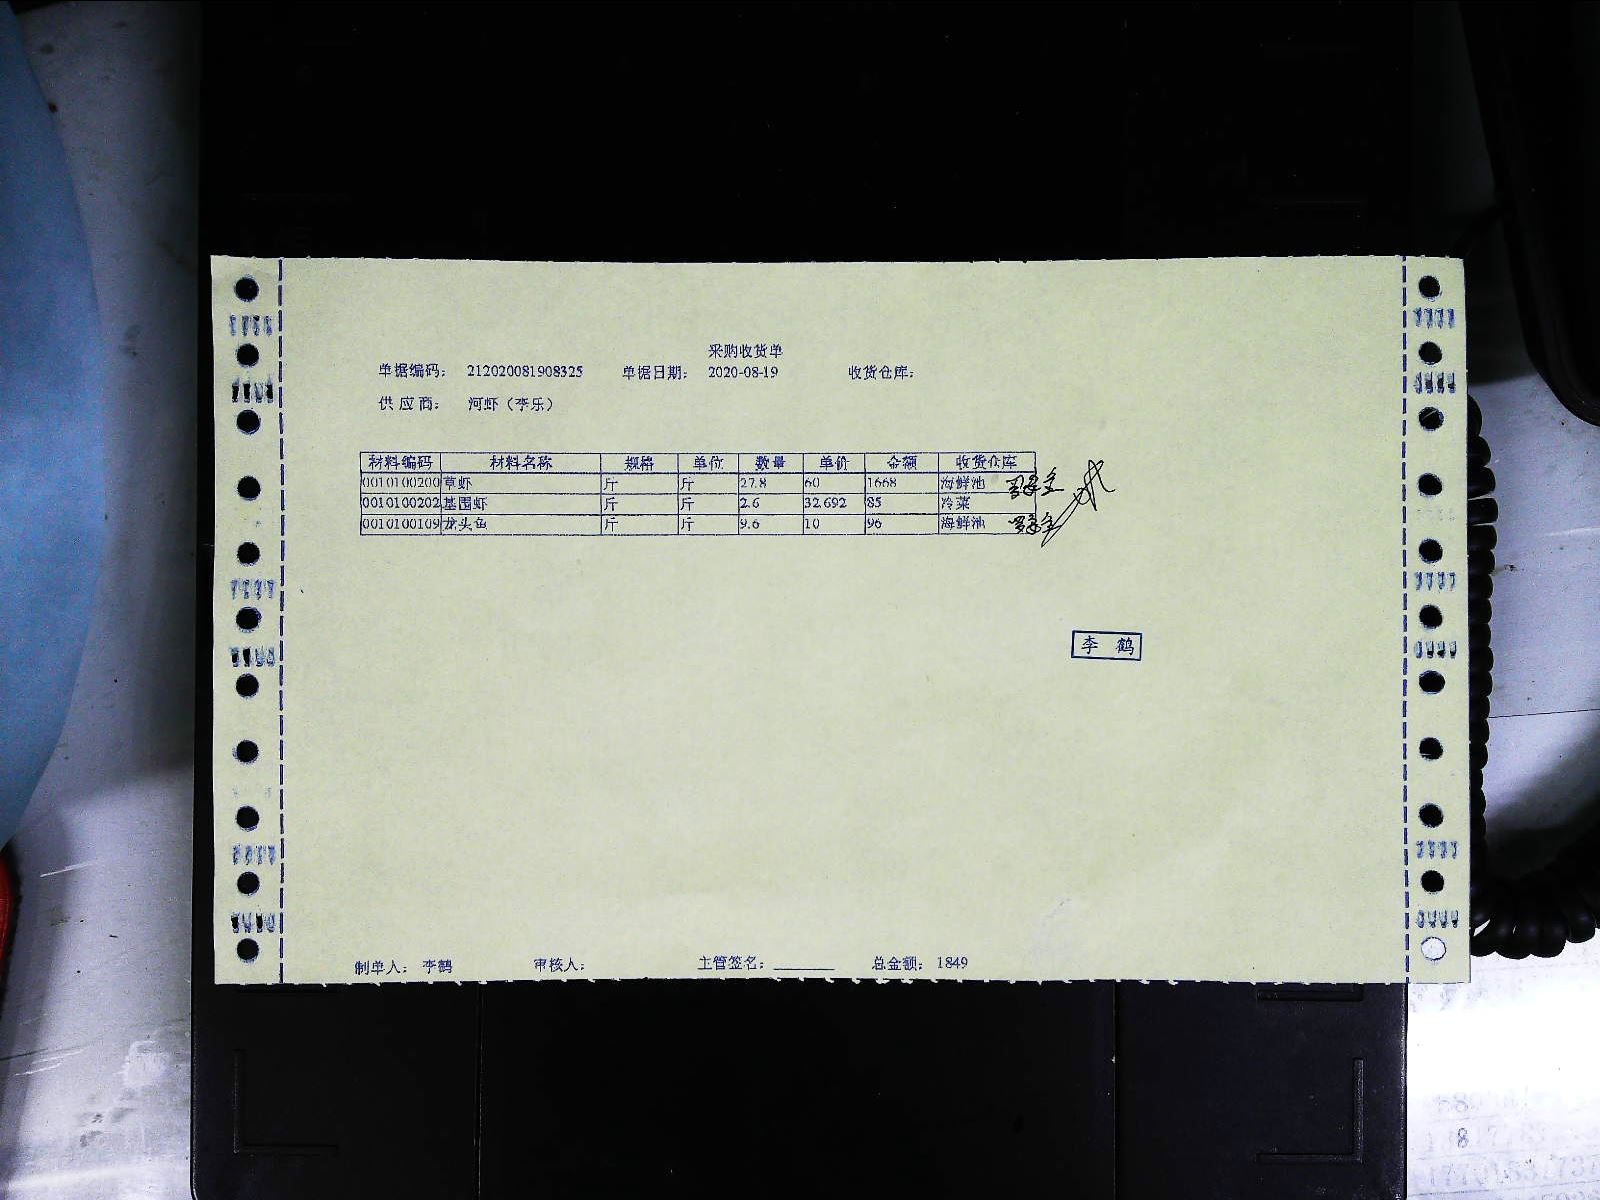 采购收货单
单据编码： 212020081908325 单据日期： 2020-08-19 收货仓库：
供 应 商： 河虾（李乐）
材料编码 材料名称 规格 单位 数量 单价 金额 收货仓库
0010100200 草虾 斤 斤 27.8 60 1668 海鲜池
0010100202 基围虾 斤 斤 2.6 32.692 85 冷菜
0010100109 龙头鱼 斤 斤 9.6 10 96 海鲜池
李 鹤
制单人： 李鹤 审核人： 主管签名：______ 总金额： 1849